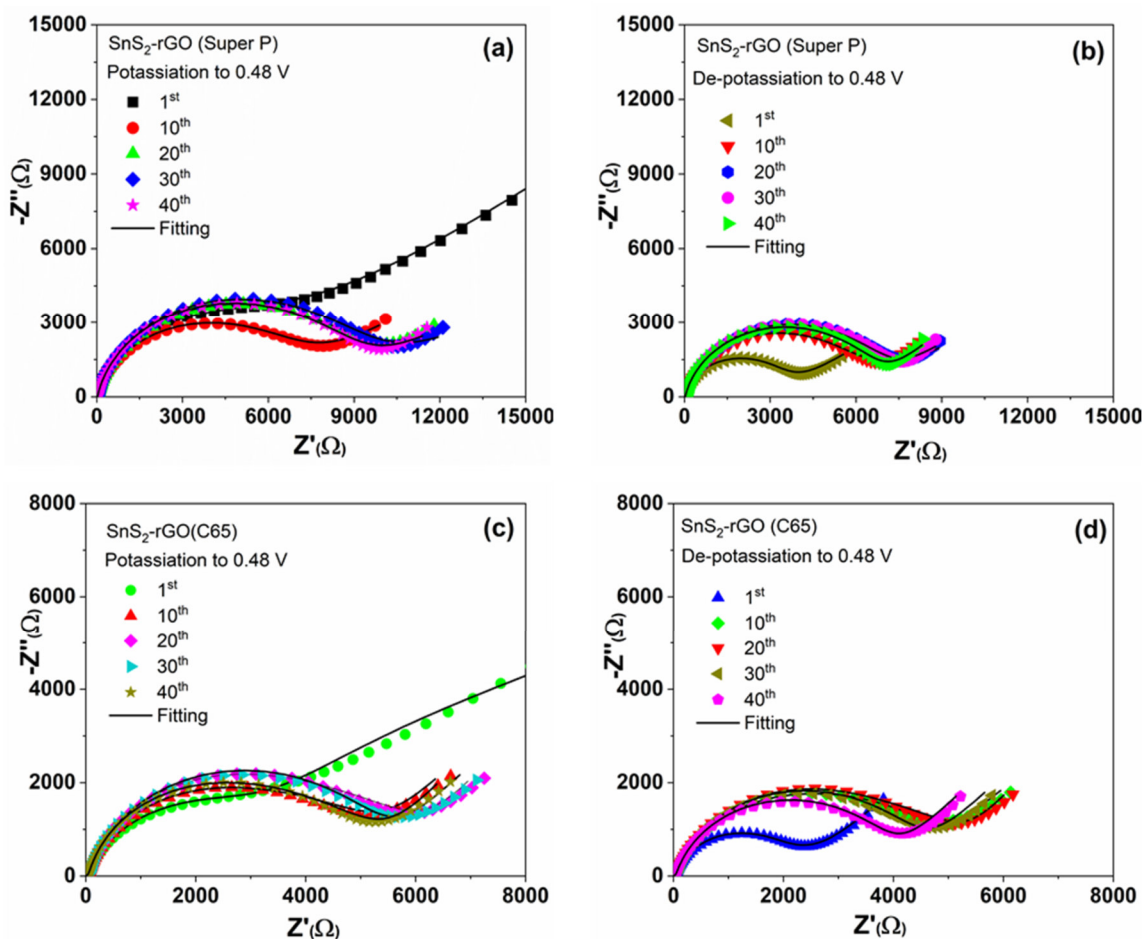 SnS₂-rGO (Super P)
(a)
Potassiation to 0.48 V
1st
10th
20th
30th
40th
Fitting
15000
12000
9000
6000
3000
0
-Z''(Ω)
0 3000 6000 9000 12000 15000
Z'(Ω)
SnS₂-rGO (Super P)
(b)
De-potassiation to 0.48 V
1st
10th
20th
30th
40th
Fitting
15000
12000
9000
6000
3000
0
-Z''(Ω)
0 3000 6000 9000 12000 15000
Z'(Ω)
SnS₂-rGO(C65)
(c)
Potassiation to 0.48 V
1st
10th
20th
30th
40th
Fitting
8000
6000
4000
2000
0
-Z''(Ω)
0 2000 4000 6000 8000
Z'(Ω)
SnS₂-rGO (C65)
(d)
De-potassiation to 0.48 V
1st
10th
20th
30th
40th
Fitting
8000
6000
4000
2000
0
-Z''(Ω)
0 2000 4000 6000 8000
Z'(Ω)